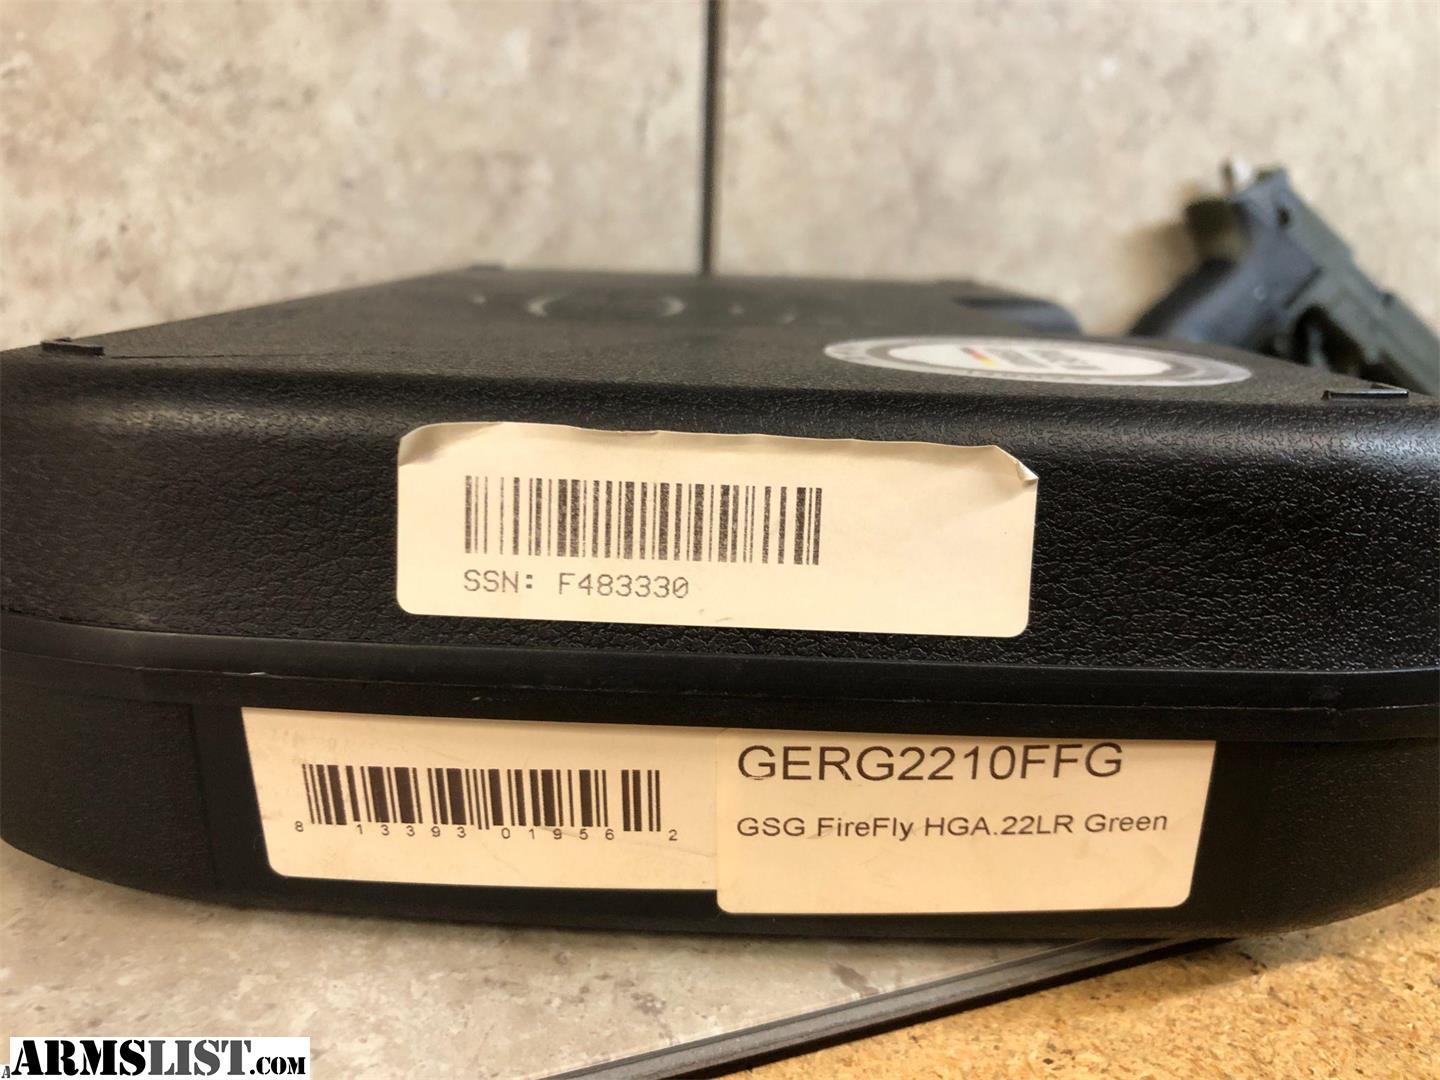 SSN: F483330
8 13393 01956 2
GERG2210FFG
GSG FireFly HGA.22LR Green
ARMSLIST.COM